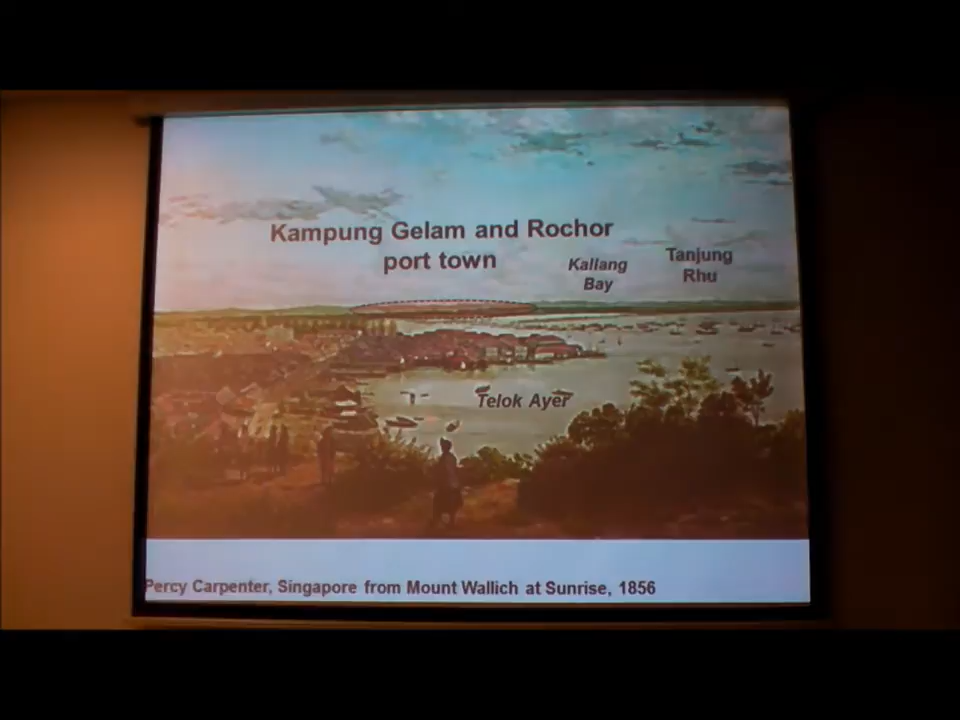 Kampung Gelam and Rochor
port town
Kallang
Bay
Tanjung
Rhu
Telok Ayer
Percy Carpenter, Singapore from Mount Wallich at Sunrise, 1856